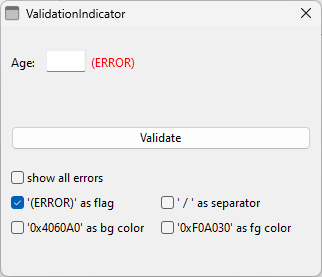 ValidationIndicator
Age: (ERROR)
Validate
show all errors
'(ERROR)' as flag ' / ' as separator
'0x4060A0' as bg color '0xF0A030' as fg color